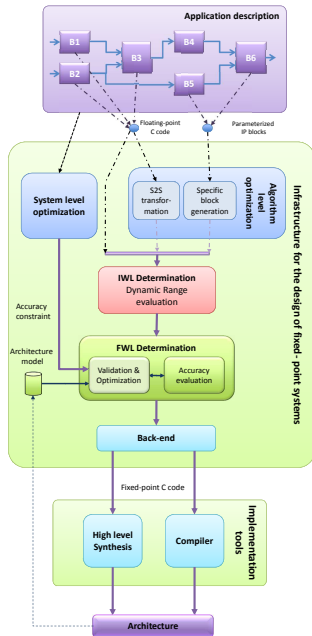 Application description
B1
B4
B3
B6
B2
B5
Floating-point
C code
Parameterized
IP blocks
System level
optimization
S2S
transfor-
mation
Specific
block
generation
Algorithm
level
optimization
Infrastructure for the design of fixed- point systems
IWL Determination
Dynamic Range
evaluation
Accuracy
constraint
FWL Determination
Architecture
model
Validation &
Optimization
Accuracy
evaluation
Back-end
Fixed-point C code
High level
Synthesis
Compiler
Implementation
tools
Architecture